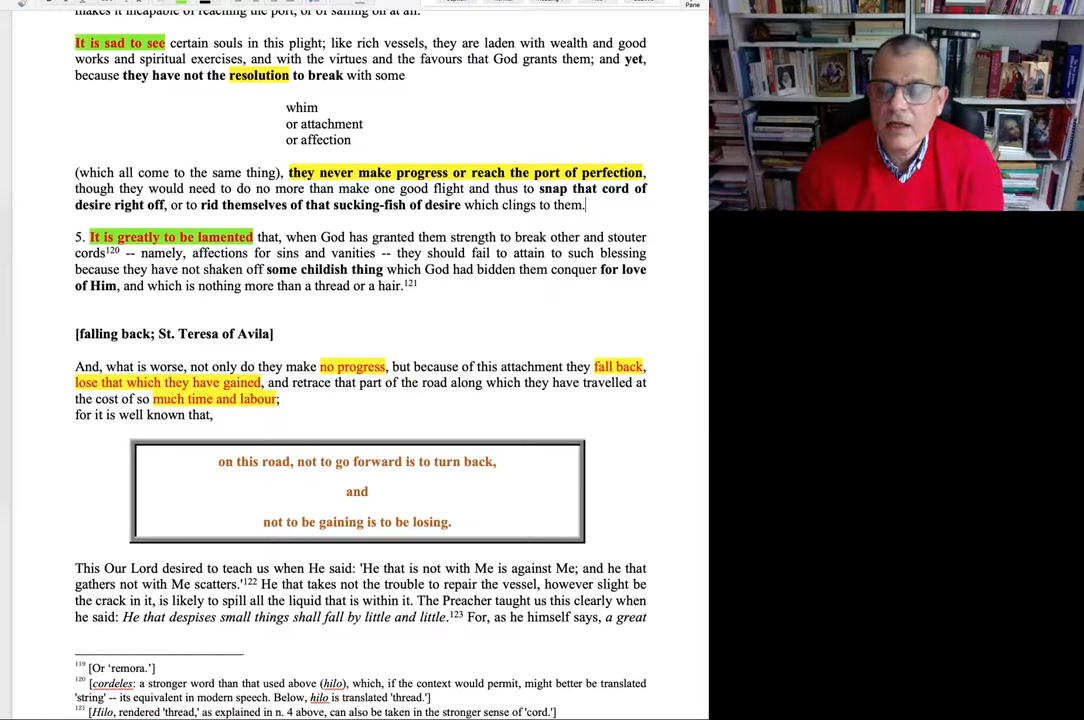 Pane
makes it incapable of reaching the port, or of sailing on at all.
It is sad to see certain souls in this plight; like rich vessels, they are laden with wealth and good
works and spiritual exercises, and with the virtues and the favours that God grants them; and yet,
because they have not the resolution to break with some
whim
or attachment
or affection
(which all come to the same thing), they never make progress or reach the port of perfection,
though they would need to do no more than make one good flight and thus to snap that cord of
desire right off, or to rid themselves of that sucking-fish of desire which clings to them.
5. It is greatly to be lamented that, when God has granted them strength to break other and stouter
cords120 -- namely, affections for sins and vanities -- they should fail to attain to such blessing
because they have not shaken off some childish thing which God had bidden them conquer for love
of Him, and which is nothing more than a thread or a hair.121
[falling back; St. Teresa of Avila]
And, what is worse, not only do they make no progress, but because of this attachment they fall back,
lose that which they have gained, and retrace that part of the road along which they have travelled at
the cost of so much time and labour;
for it is well known that,
on this road, not to go forward is to turn back,
and
not to be gaining is to be losing.
This Our Lord desired to teach us when He said: 'He that is not with Me is against Me; and he that
gathers not with Me scatters.'122 He that takes not the trouble to repair the vessel, however slight be
the crack in it, is likely to spill all the liquid that is within it. The Preacher taught us this clearly when
he said: He that despises small things shall fall by little and little.123 For, as he himself says, a great
119 [Or 'remora.']
120 [cordeles: a stronger word than that used above (hilo), which, if the context would permit, might better be translated
'string' -- its equivalent in modern speech. Below, hilo is translated 'thread.']
121 [Hilo, rendered 'thread,' as explained in n. 4 above, can also be taken in the stronger sense of 'cord.']